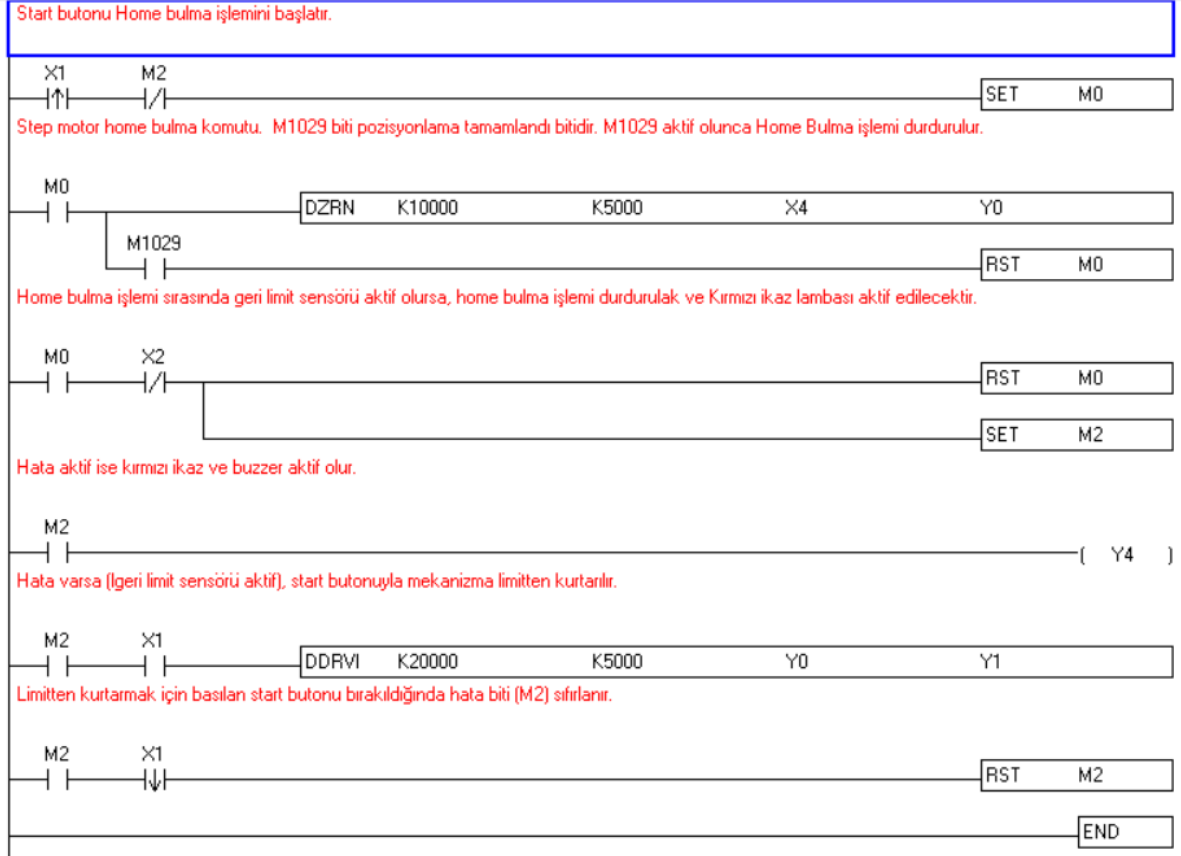 Start butonu Home bulma işlemini başlatır.
X1 M2
SET M0
Step motor home bulma komutu. M1029 biti pozisyonlama tamamlandı bitidir. M1029 aktif olunca Home Bulma işlemi durdurulur.
M0
DZRN K10000 K5000 X4 Y0
M1029
RST M0
Home bulma işlemi sırasında geri limit sensörü aktif olursa, home bulma işlemi durdurulak ve Kırmızı ikaz lambası aktif edilecektir.
M0 X2
RST M0
SET M2
Hata aktif ise kırmızı ikaz ve buzzer aktif olur.
M2
( Y4 )
Hata varsa (Igeri limit sensörü aktif), start butonuyla mekanizma limitten kurtarılır.
M2 X1
DDRVI K20000 K5000 Y0 Y1
Limitten kurtarmak için basılan start butonu bırakıldığında hata biti (M2) sıfırlanır.
M2 X1
RST M2
END